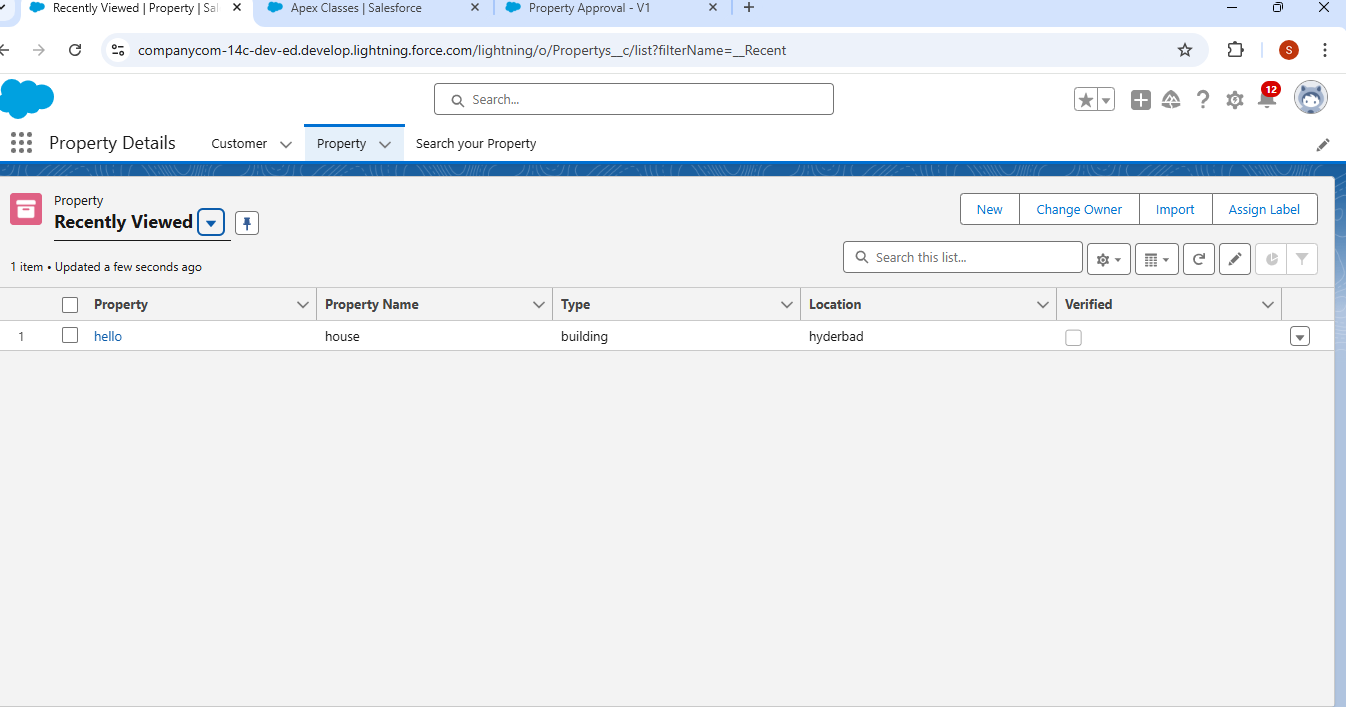 Recently Viewed | Property | Sal
Apex Classes | Salesforce
Property Approval - V1
companycom-14c-dev-ed.develop.lightning.force.com/lightning/o/Propertys__c/list?filterName=__Recent
S
Search...
12
Property Details
Customer
Property
Search your Property
Property
Recently Viewed
New
Change Owner
Import
Assign Label
1 item • Updated a few seconds ago
Search this list...
Property Property Name Type Location Verified
1 hello house building hyderbad